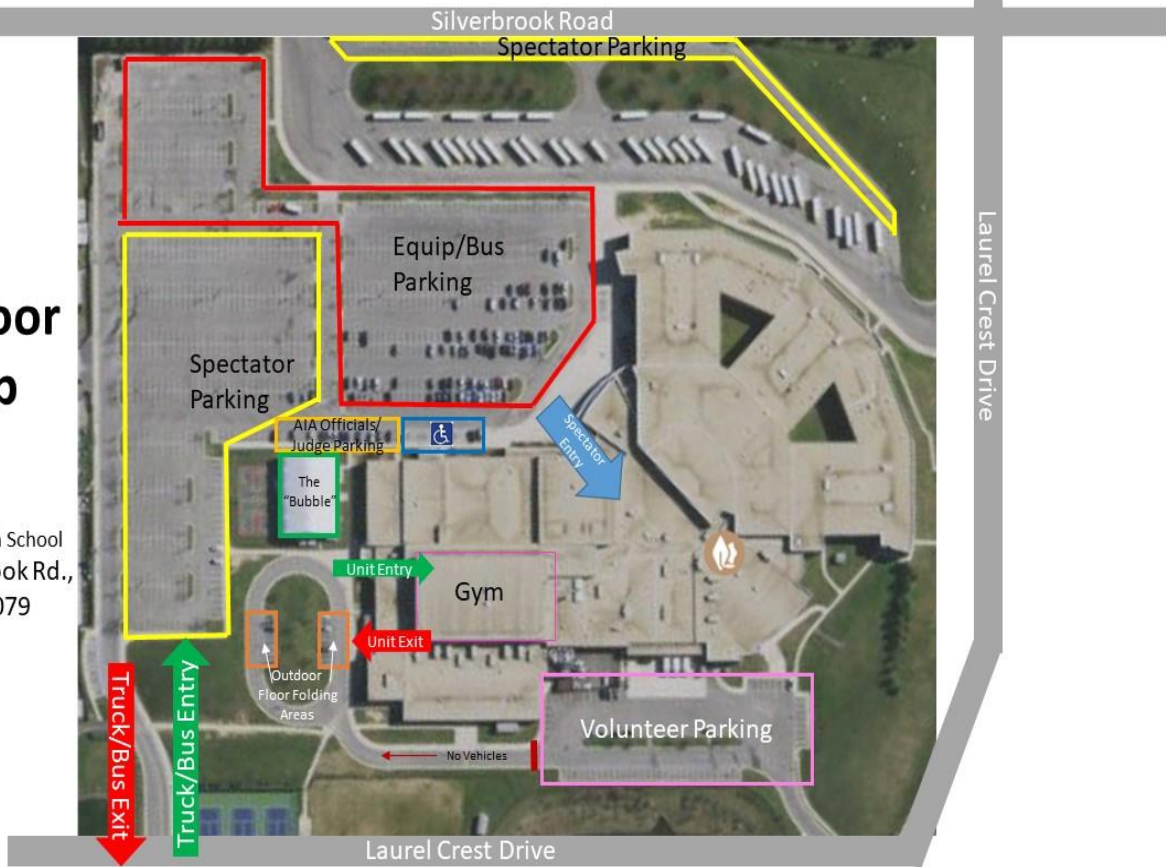 Silverbrook Road
Spectator Parking
Laurel Crest Drive
Equip/Bus
Parking
oor
p
Spectator
Parking
AIA Officials/
Judge Parking
Spectator
Entry
The
"Bubble"
School
ook Rd.,
079
Unit Entry
Gym
Unit Exit
Outdoor
Floor Folding
Areas
Truck/Bus Exit
Truck/Bus Entry
Volunteer Parking
No Vehicles
Laurel Crest Drive